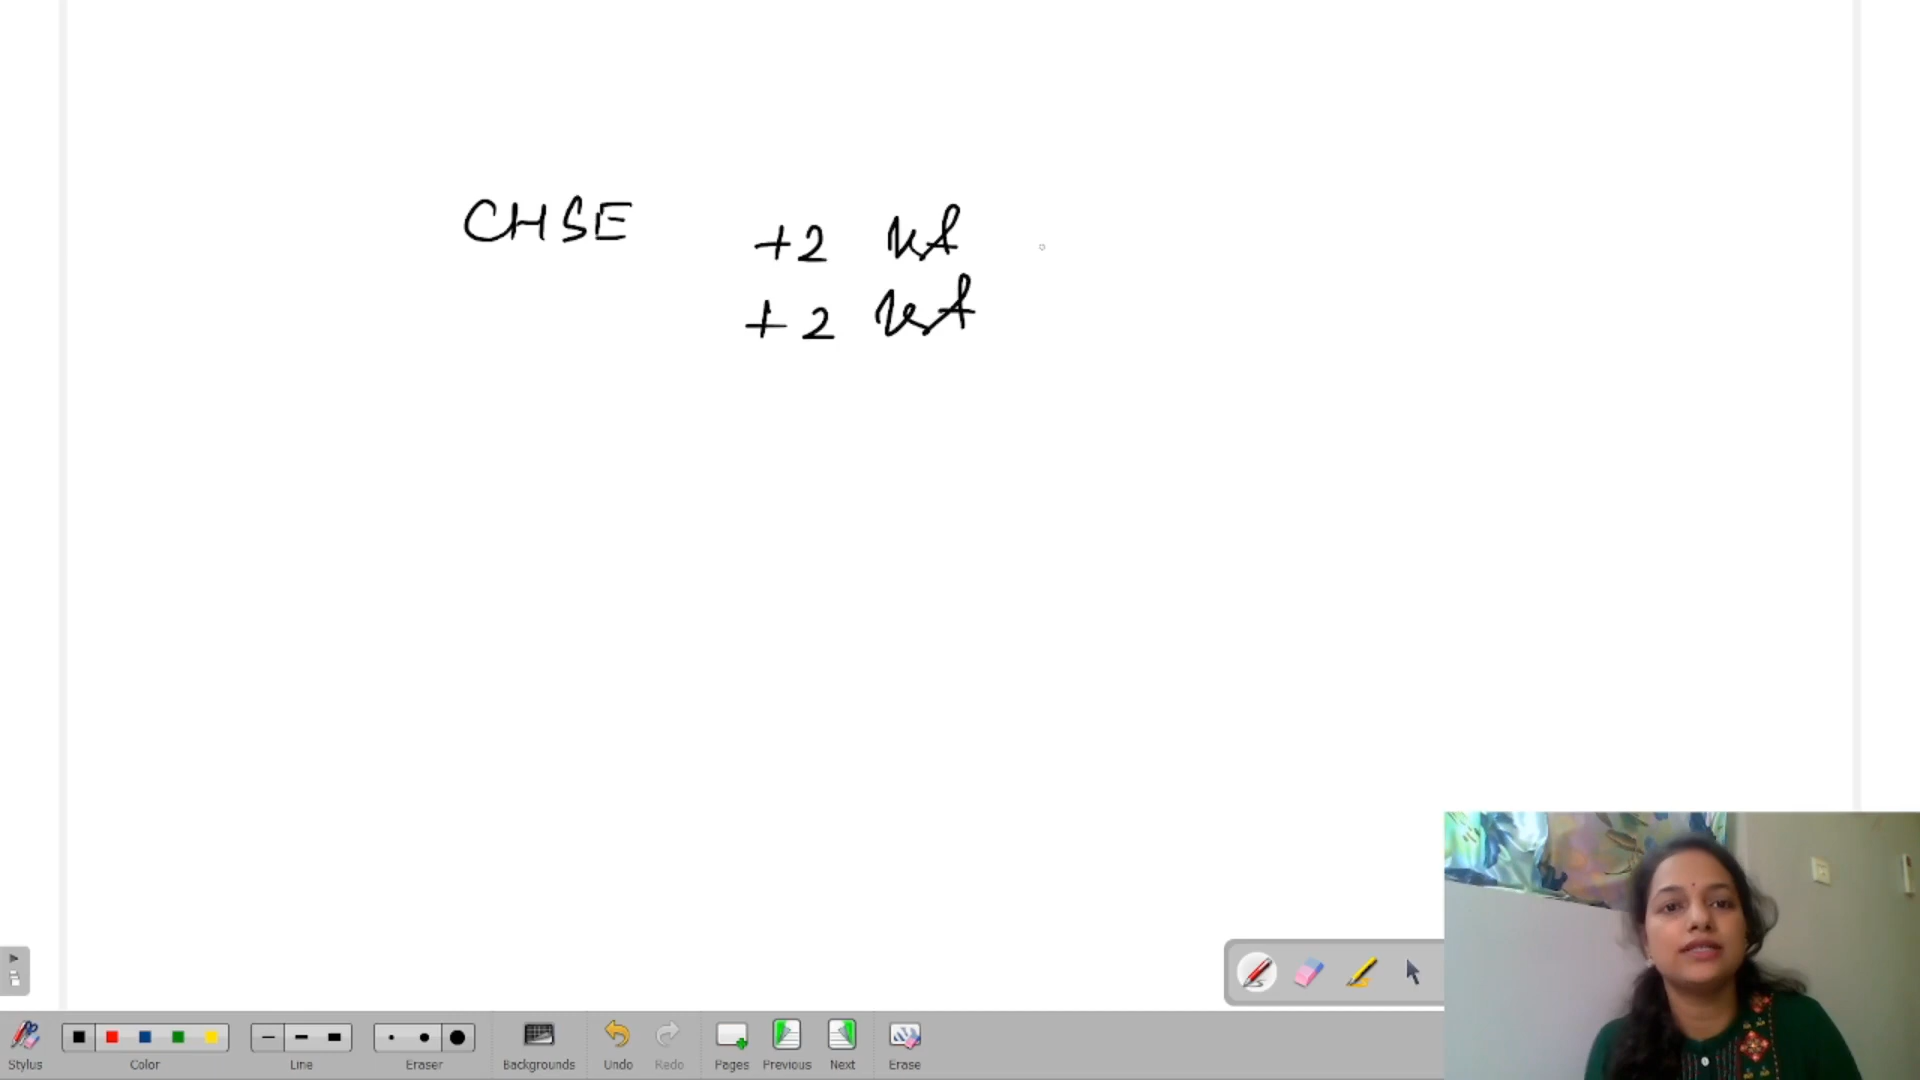 CHSE +2
+2
Stylus Color Line Eraser Backgrounds Undo Redo Pages Previous Next Erase